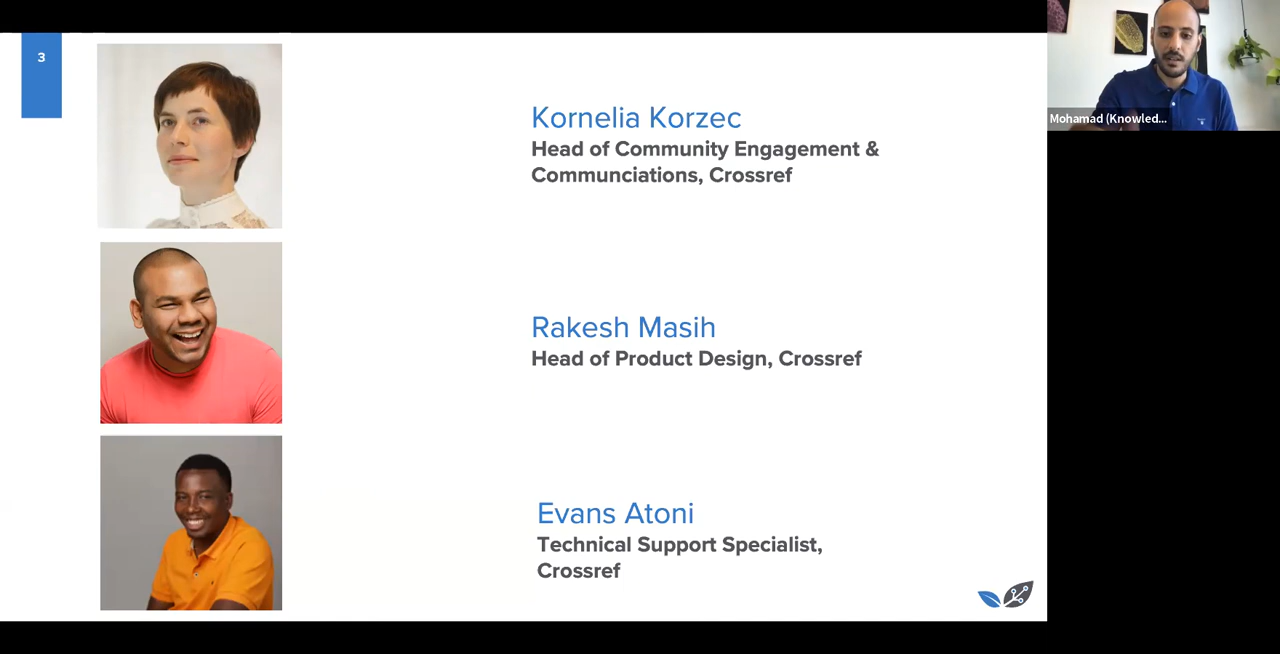 3
Kornelia Korzec
Head of Community Engagement &
Communciations, Crossref
Rakesh Masih
Head of Product Design, Crossref
Evans Atoni
Technical Support Specialist,
Crossref
Mohamad (Knowled...